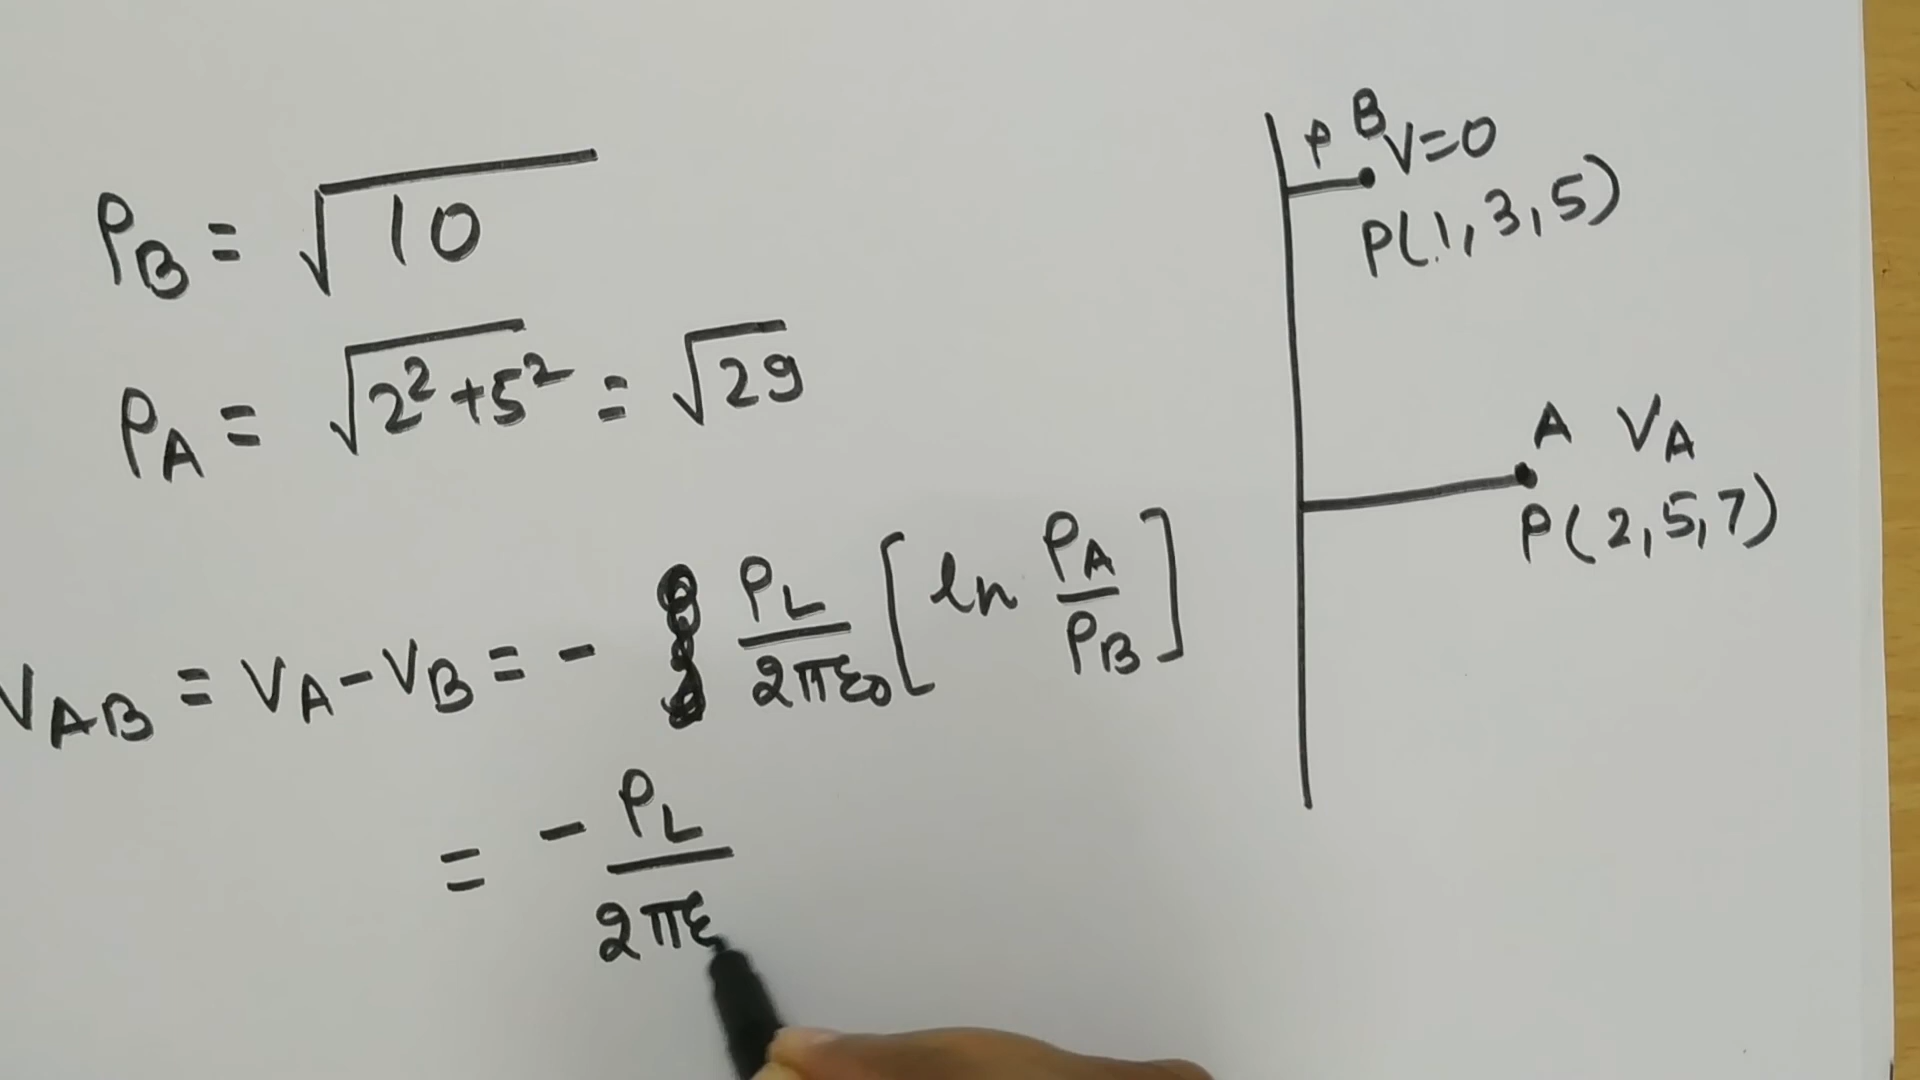 ρB = √10
ρA = √2²+5² = √29
VAB = VA-VB = - ρL/2πε0 [ln ρA/ρB]
= - ρL/2πε
ρ B V=0
P(1,3,5)
A VA
P(2,5,7)